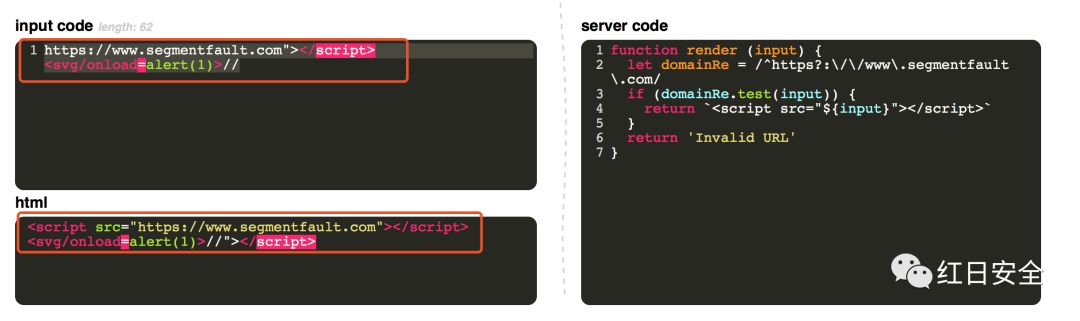 input code length: 62
1 https://www.segmentfault.com"></script>
<svg/onload=alert(1)>//
html
<script src="https://www.segmentfault.com"></script>
<svg/onload=alert(1)>//"></script>
server code
1 function render (input) {
2   let domainRe = /^https?:\/\/www\.segmentfault
\.com/
3   if (domainRe.test(input)) {
4     return `<script src="${input}"></script>`
5   }
6   return 'Invalid URL'
7 }
红日安全